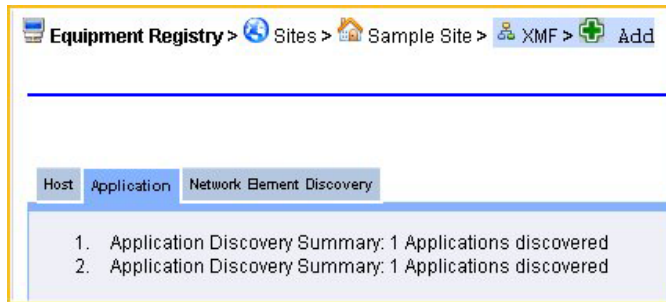 Equipment Registry > Sites > Sample Site > XMF > Add
Host Application Network Element Discovery
1. Application Discovery Summary: 1 Applications discovered
2. Application Discovery Summary: 1 Applications discovered